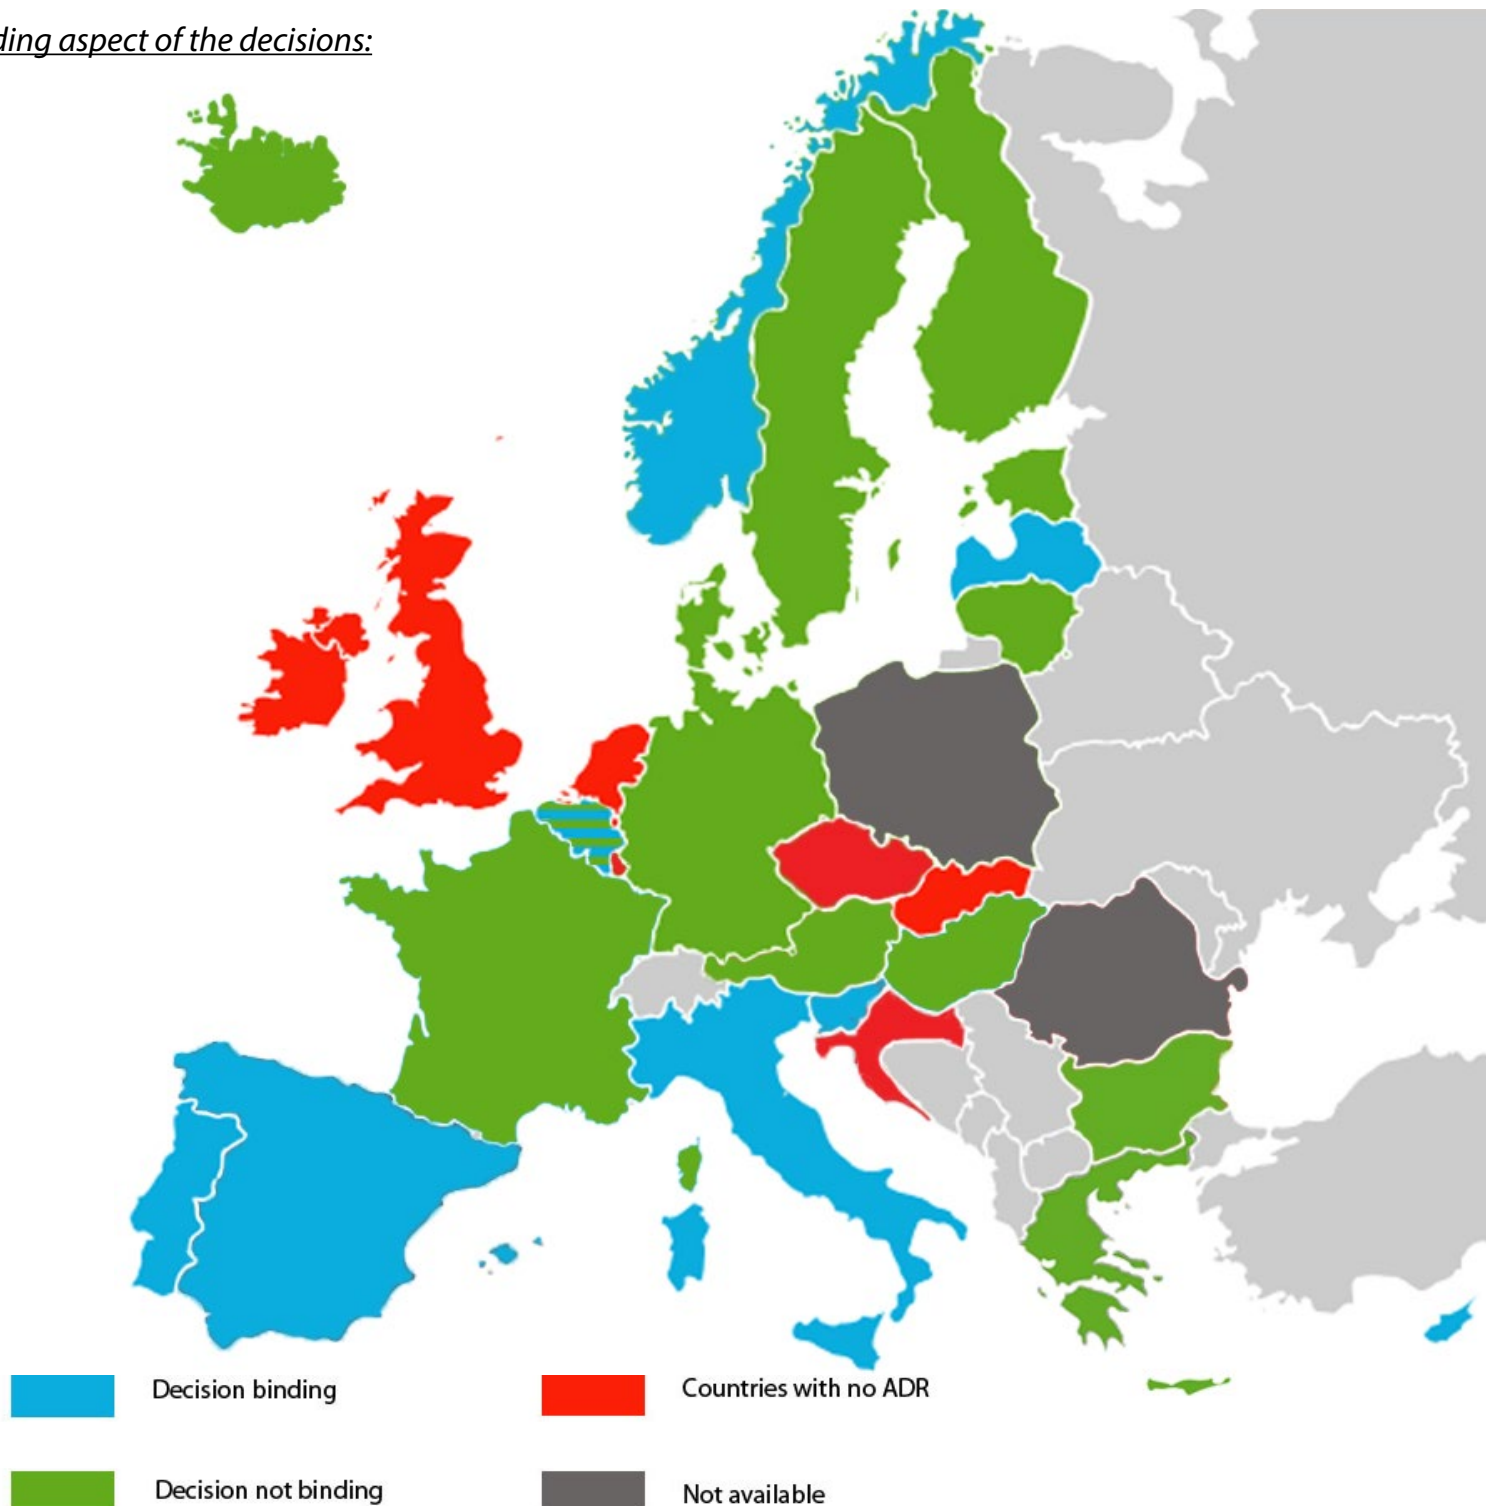 ding aspect of the decisions:
Decision binding
Countries with no ADR
Decision not binding
Not available